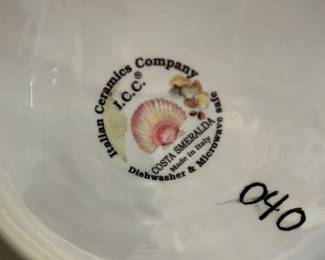 Italian Ceramics Company
I.C.C.®
COSTA SMERALDA
Made in Italy
Dishwasher & Microwave safe
040